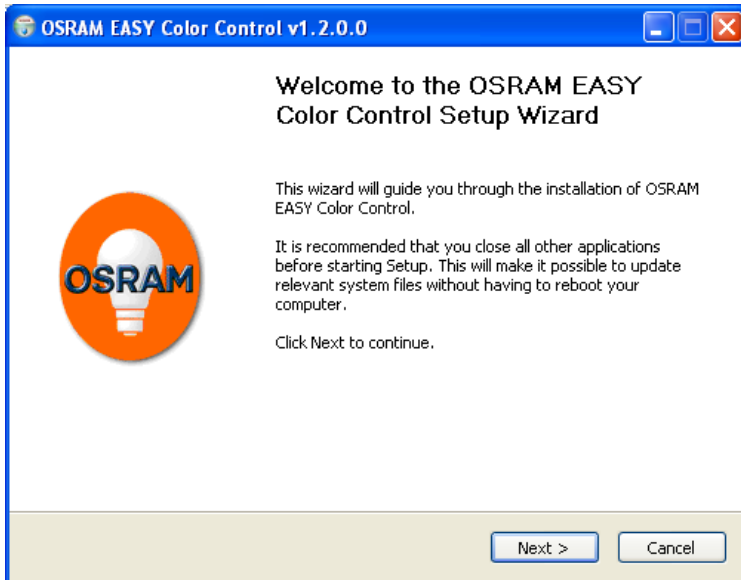 OSRAM EASY Color Control v1.2.0.0
Welcome to the OSRAM EASY
Color Control Setup Wizard
This wizard will guide you through the installation of OSRAM
EASY Color Control.
It is recommended that you close all other applications
before starting Setup. This will make it possible to update
relevant system files without having to reboot your
computer.
Click Next to continue.
OSRAM
Next >
Cancel